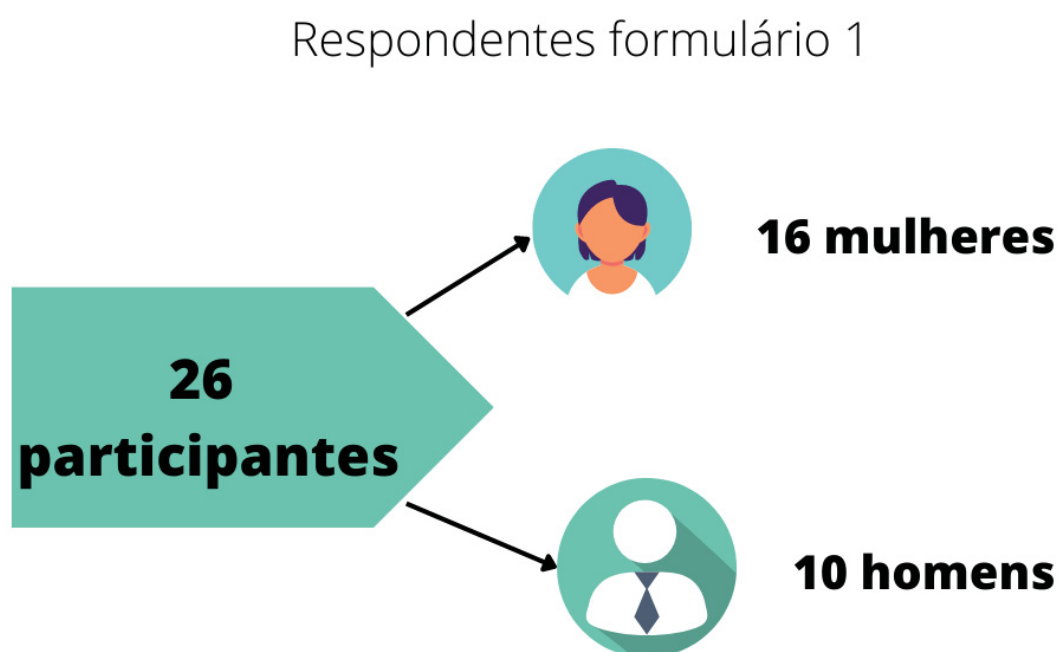 Respondentes formulário 1
16 mulheres
26
participantes
10 homens